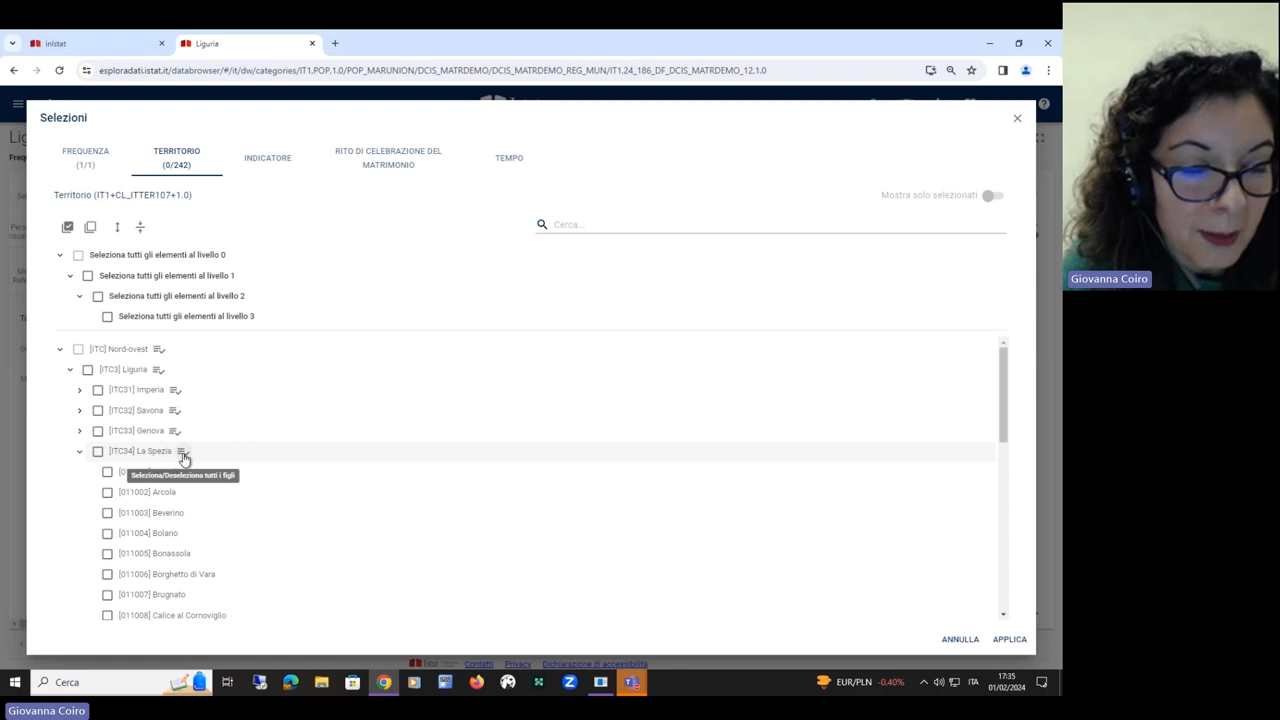 inIstat
Liguria
esploradati.istat.it/databrowser/#/it/dw/categories/IT1,POP,1.0/POP_MARUNION/DCIS_MATRDEMO/DCIS_MATRDEMO_REG_MUN/IT1,24_186_DF_DCIS_MATRDEMO_12,1.0
Selezioni
FREQUENZA (1/1)
TERRITORIO (0/242)
INDICATORE
RITO DI CELEBRAZIONE DEL MATRIMONIO
TEMPO
Territorio (IT1+CL_ITTER107+1.0)
Mostra solo selezionati
Cerca...
Seleziona tutti gli elementi al livello 0
Seleziona tutti gli elementi al livello 1
Seleziona tutti gli elementi al livello 2
Seleziona tutti gli elementi al livello 3
[ITC] Nord-ovest
[ITC3] Liguria
[ITC31] Imperia
[ITC32] Savona
[ITC33] Genova
[ITC34] La Spezia
Seleziona/Deseleziona tutti i figli
[011002] Arcola
[011003] Beverino
[011004] Bolano
[011005] Bonassola
[011006] Borghetto di Vara
[011007] Brugnato
[011008] Calice al Cornoviglio
ANNULLA APPLICA
Istat Contatti Privacy Dichiarazione di accessibilità
Cerca
EUR/PLN -0,40%
ITA
17:35
01/02/2024
Giovanna Coiro
Giovanna Coiro